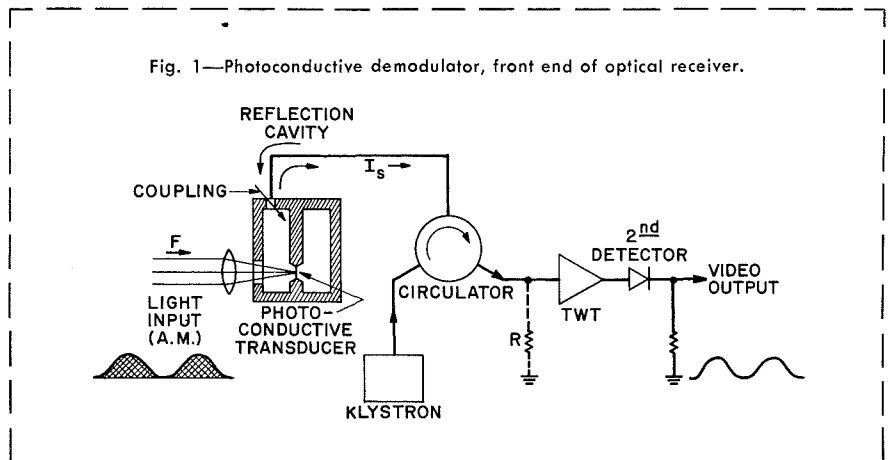 Fig. 1—Photoconductive demodulator, front end of optical receiver.
REFLECTION
CAVITY
COUPLING
Is
F
LIGHT
INPUT
(A.M.)
PHOTO-
CONDUCTIVE
TRANSDUCER
CIRCULATOR
KLYSTRON
R
TWT
2nd
DETECTOR
VIDEO
OUTPUT